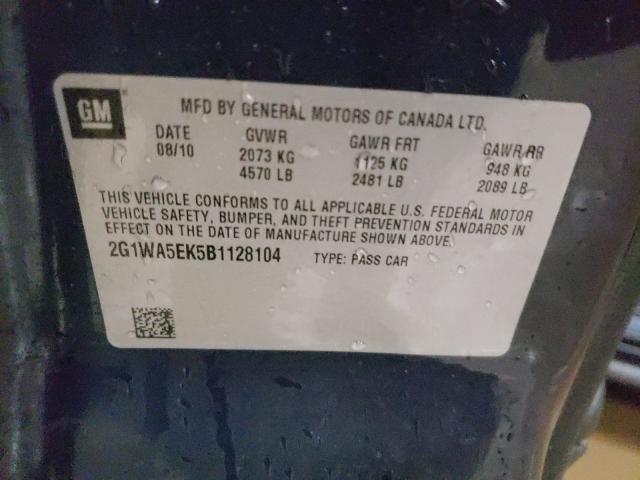 GM
MFD BY GENERAL MOTORS OF CANADA LTD.
DATE GVWR GAWR FRT GAWR RR
08/10 2073 KG 1125 KG 948 KG
4570 LB 2481 LB 2089 LB
THIS VEHICLE CONFORMS TO ALL APPLICABLE U.S. FEDERAL MOTOR
VEHICLE SAFETY, BUMPER, AND THEFT PREVENTION STANDARDS IN
EFFECT ON THE DATE OF MANUFACTURE SHOWN ABOVE.
2G1WA5EK5B1128104 TYPE: PASS CAR